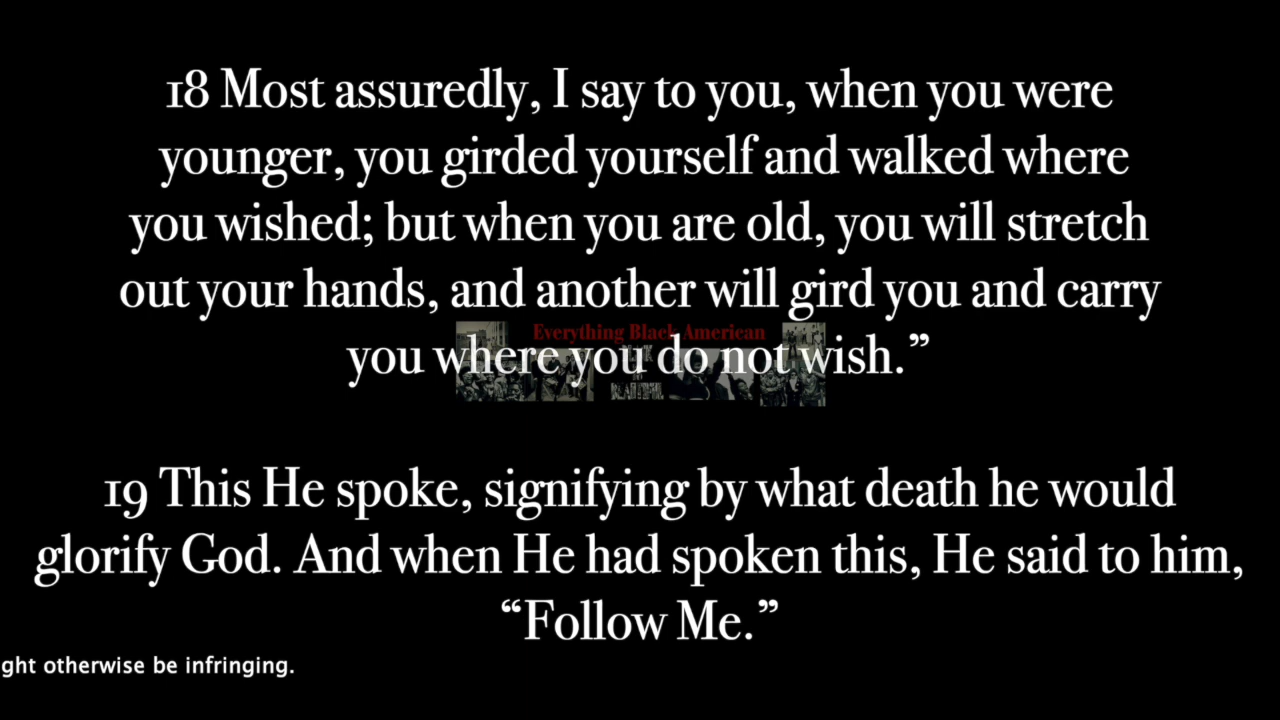 18 Most assuredly, I say to you, when you were
younger, you girded yourself and walked where
you wished; but when you are old, you will stretch
out your hands, and another will gird you and carry
Everything Black American
you where you do not wish.”
19 This He spoke, signifying by what death he would
glorify God. And when He had spoken this, He said to him,
“Follow Me.”
ght otherwise be infringing.